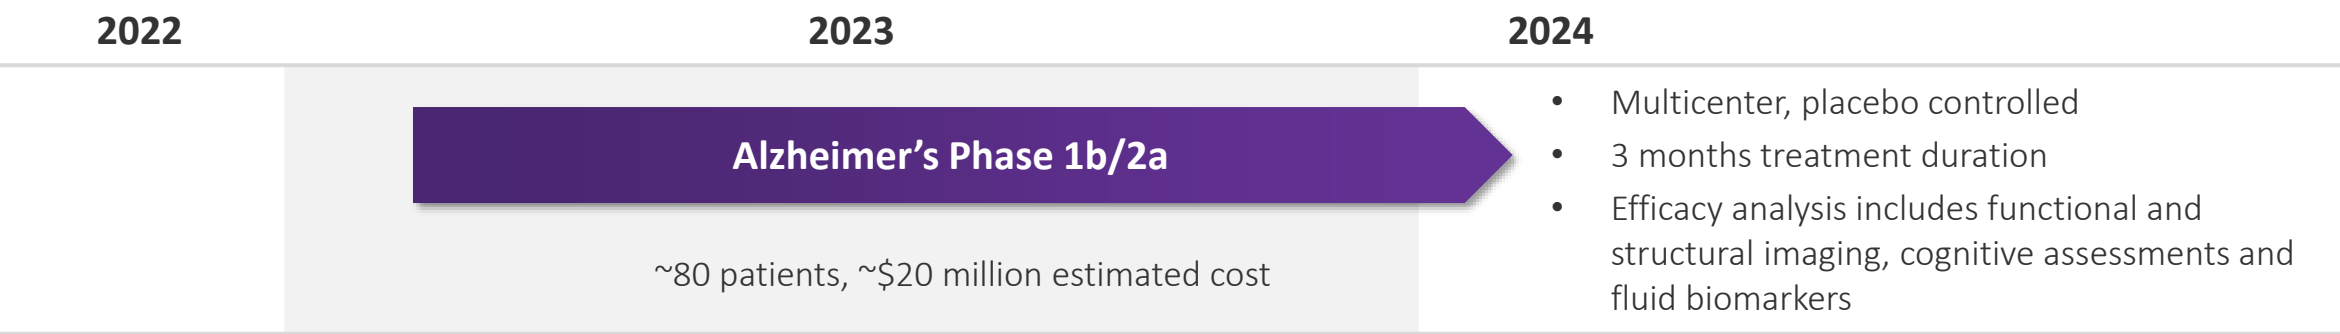 2022 2023 2024
Alzheimer’s Phase 1b/2a
~80 patients, ~$20 million estimated cost
• Multicenter, placebo controlled
• 3 months treatment duration
• Efficacy analysis includes functional and
structural imaging, cognitive assessments and
fluid biomarkers